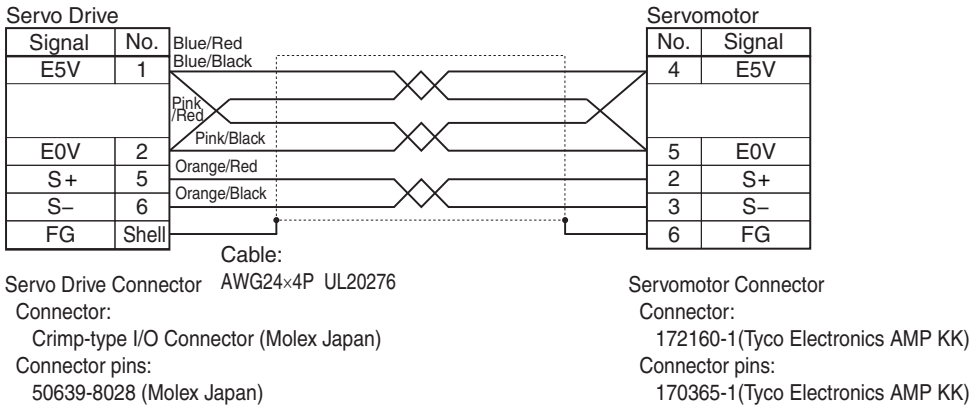 Servo Drive
Servomotor
Signal No.
No. Signal
Blue/Red
Blue/Black
E5V 1
4 E5V
Pink
/Red
Pink/Black
E0V 2
5 E0V
Orange/Red
S+ 5
2 S+
Orange/Black
S– 6
3 S–
FG Shell
6 FG
Cable:
AWG24×4P UL20276
Servo Drive Connector
Connector:
Crimp-type I/O Connector (Molex Japan)
Connector pins:
50639-8028 (Molex Japan)
Servomotor Connector
Connector:
172160-1(Tyco Electronics AMP KK)
Connector pins:
170365-1(Tyco Electronics AMP KK)